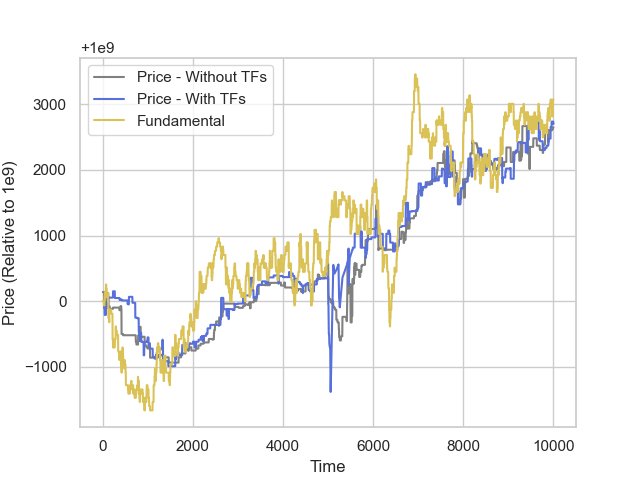 +1e9
Price - Without TFs
Price - With TFs
Fundamental
3000
2000
1000
0
−1000
Price (Relative to 1e9)
0
2000
4000
6000
8000
10000
Time